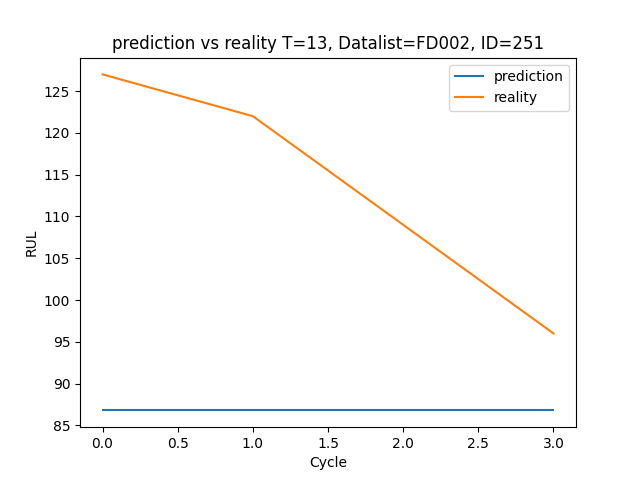 prediction vs reality T=13, Datalist=FD002, ID=251
prediction
reality
RUL
125
120
115
110
105
100
95
90
85
0.0 0.5 1.0 1.5 2.0 2.5 3.0
Cycle